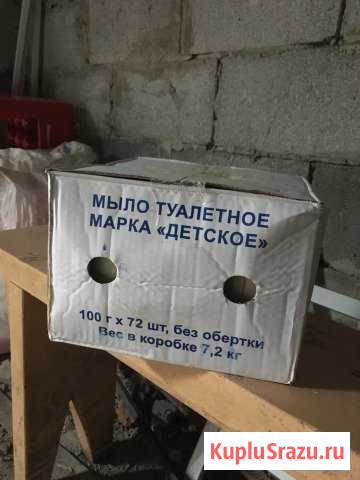 МЫЛО ТУАЛЕТНОЕ
МАРКА «ДЕТСКОЕ»
100 г х 72 шт, без обертки
Вес в коробке 7,2 кг
KupluSrazu.ru